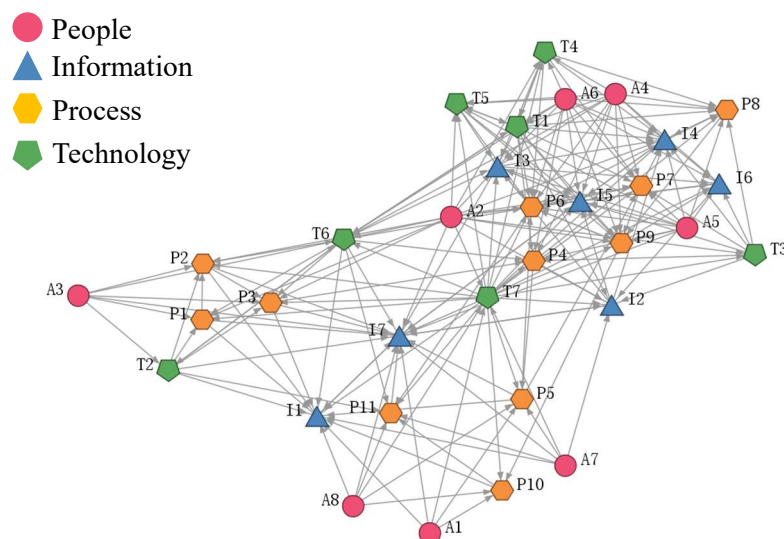 People
Information
Process
Technology
T4
A4
A6
T5
P8
T1
I4
I3
P7
I6
P6
I5
A2
A5
T6
P9
T3
P2
P4
A3
P3
T7
I2
P1
I7
T2
P5
I1
P11
A7
P10
A8
A1